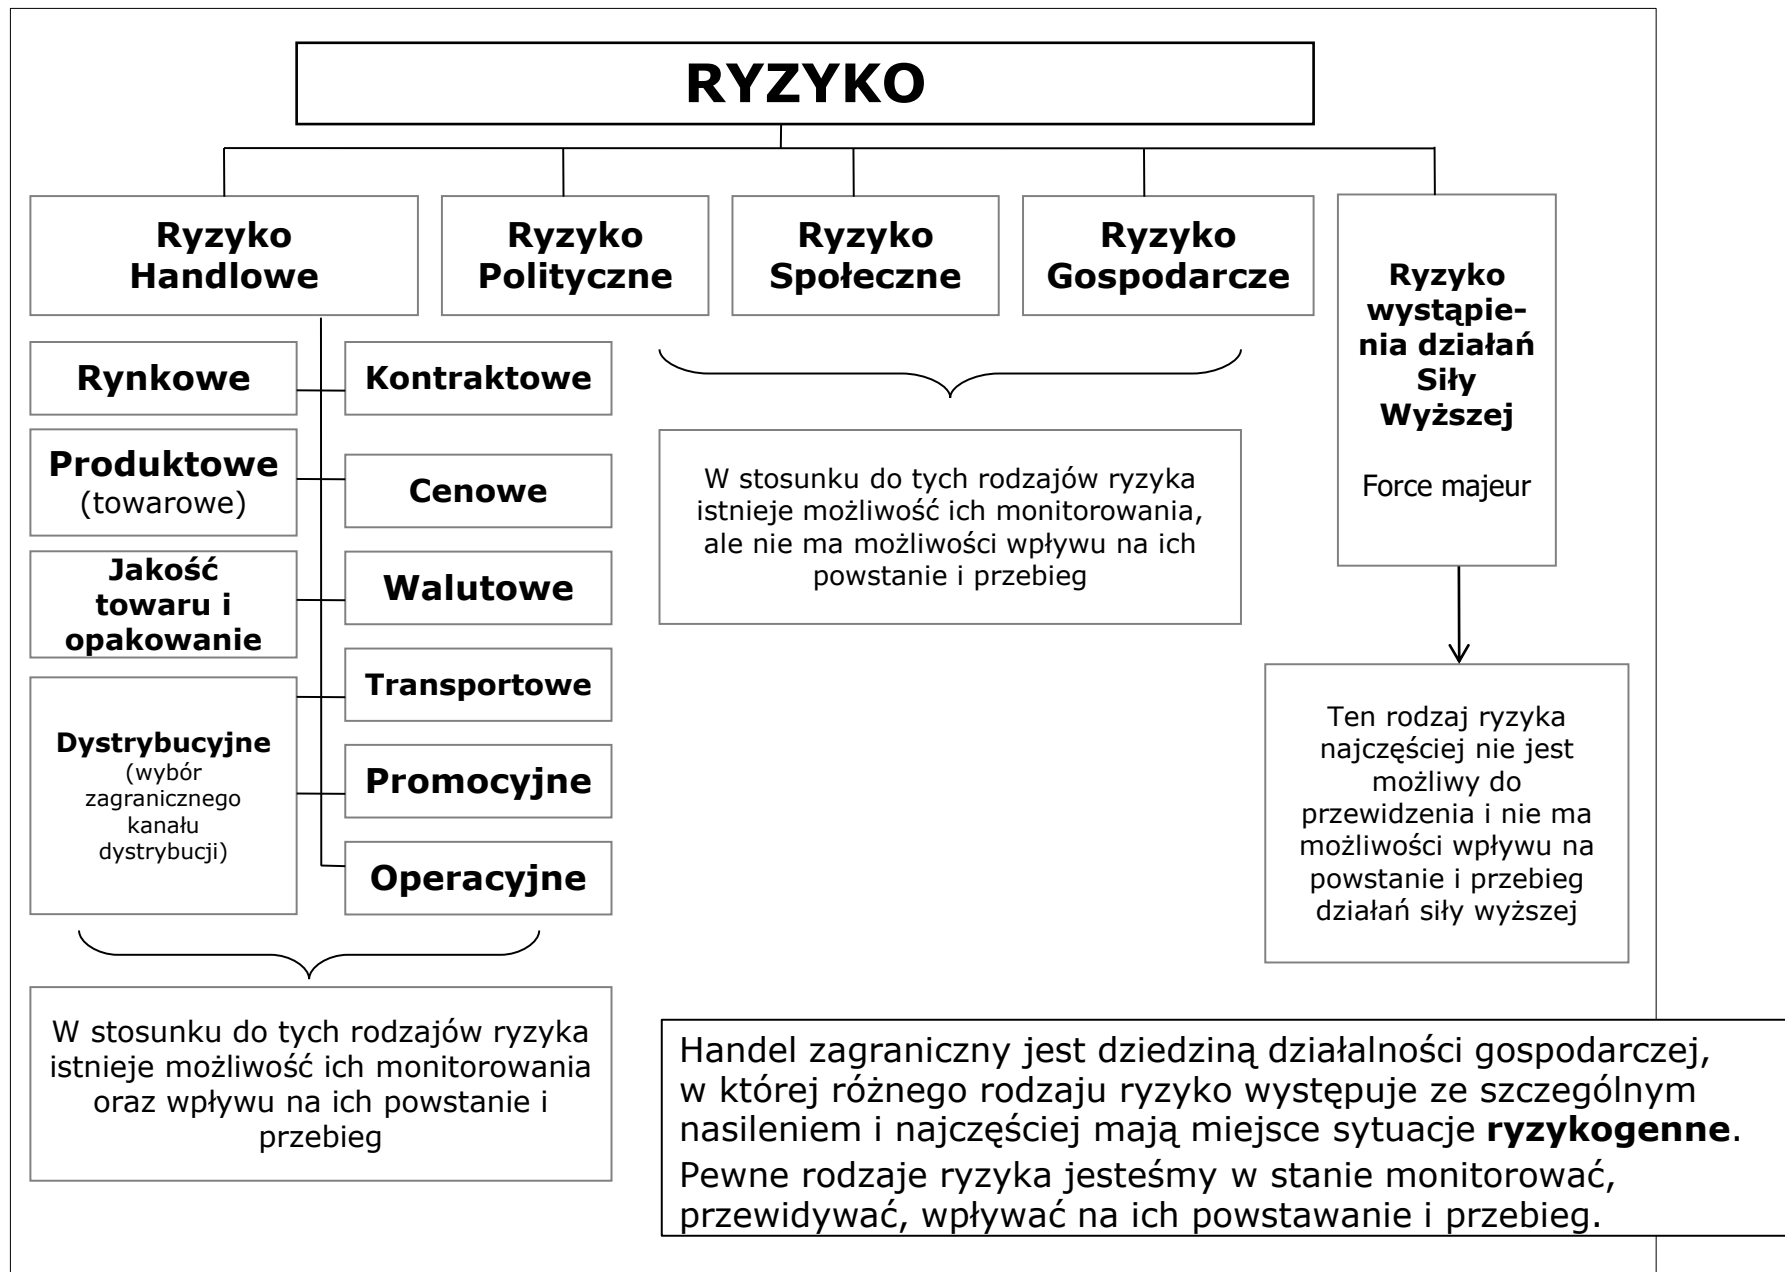 RYZYKO
Ryzyko
Handlowe
Ryzyko
Polityczne
Ryzyko
Społeczne
Ryzyko
Gospodarcze
Ryzyko
wystąpie-
nia działań
Siły
Wyższej
Force majeur
Rynkowe
Kontraktowe
Produktowe
(towarowe)
Cenowe
Jakość
towaru i
opakowanie
Walutowe
Dystrybucyjne
(wybór
zagranicznego
kanału
dystrybucji)
Transportowe
Promocyjne
Operacyjne
W stosunku do tych rodzajów ryzyka
istnieje możliwość ich monitorowania,
ale nie ma możliwości wpływu na ich
powstanie i przebieg
Ten rodzaj ryzyka
najczęściej nie jest
możliwy do
przewidzenia i nie ma
możliwości wpływu na
powstanie i przebieg
działań siły wyższej
W stosunku do tych rodzajów ryzyka
istnieje możliwość ich monitorowania
oraz wpływu na ich powstanie i
przebieg
Handel zagraniczny jest dziedziną działalności gospodarczej,
w której różnego rodzaju ryzyko występuje ze szczególnym
nasileniem i najczęściej mają miejsce sytuacje ryzykogenne.
Pewne rodzaje ryzyka jesteśmy w stanie monitorować,
przewidywać, wpływać na ich powstawanie i przebieg.